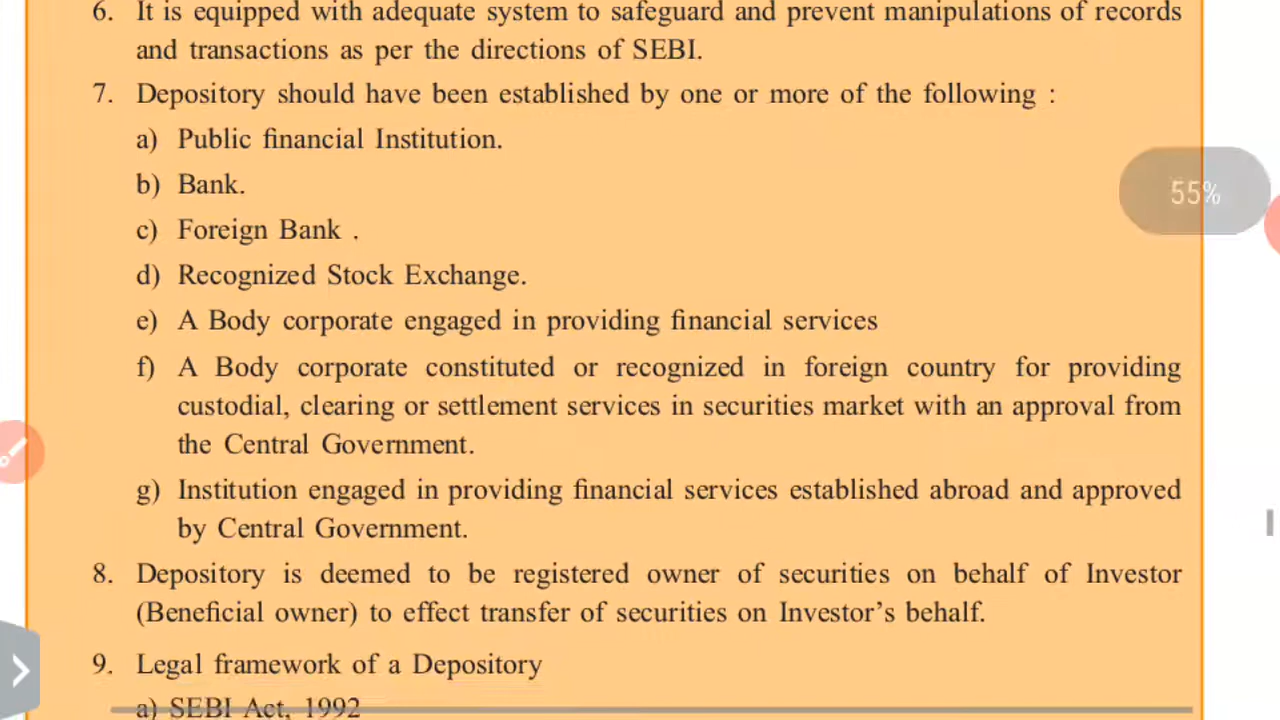 6. It is equipped with adequate system to safeguard and prevent manipulations of records
and transactions as per the directions of SEBI.
7. Depository should have been established by one or more of the following :
a) Public financial Institution.
b) Bank.
55%
c) Foreign Bank .
d) Recognized Stock Exchange.
e) A Body corporate engaged in providing financial services
f) A Body corporate constituted or recognized in foreign country for providing
custodial, clearing or settlement services in securities market with an approval from
the Central Government.
g) Institution engaged in providing financial services established abroad and approved
by Central Government.
8. Depository is deemed to be registered owner of securities on behalf of Investor
(Beneficial owner) to effect transfer of securities on Investor's behalf.
9. Legal framework of a Depository
a) SEBI Act, 1992